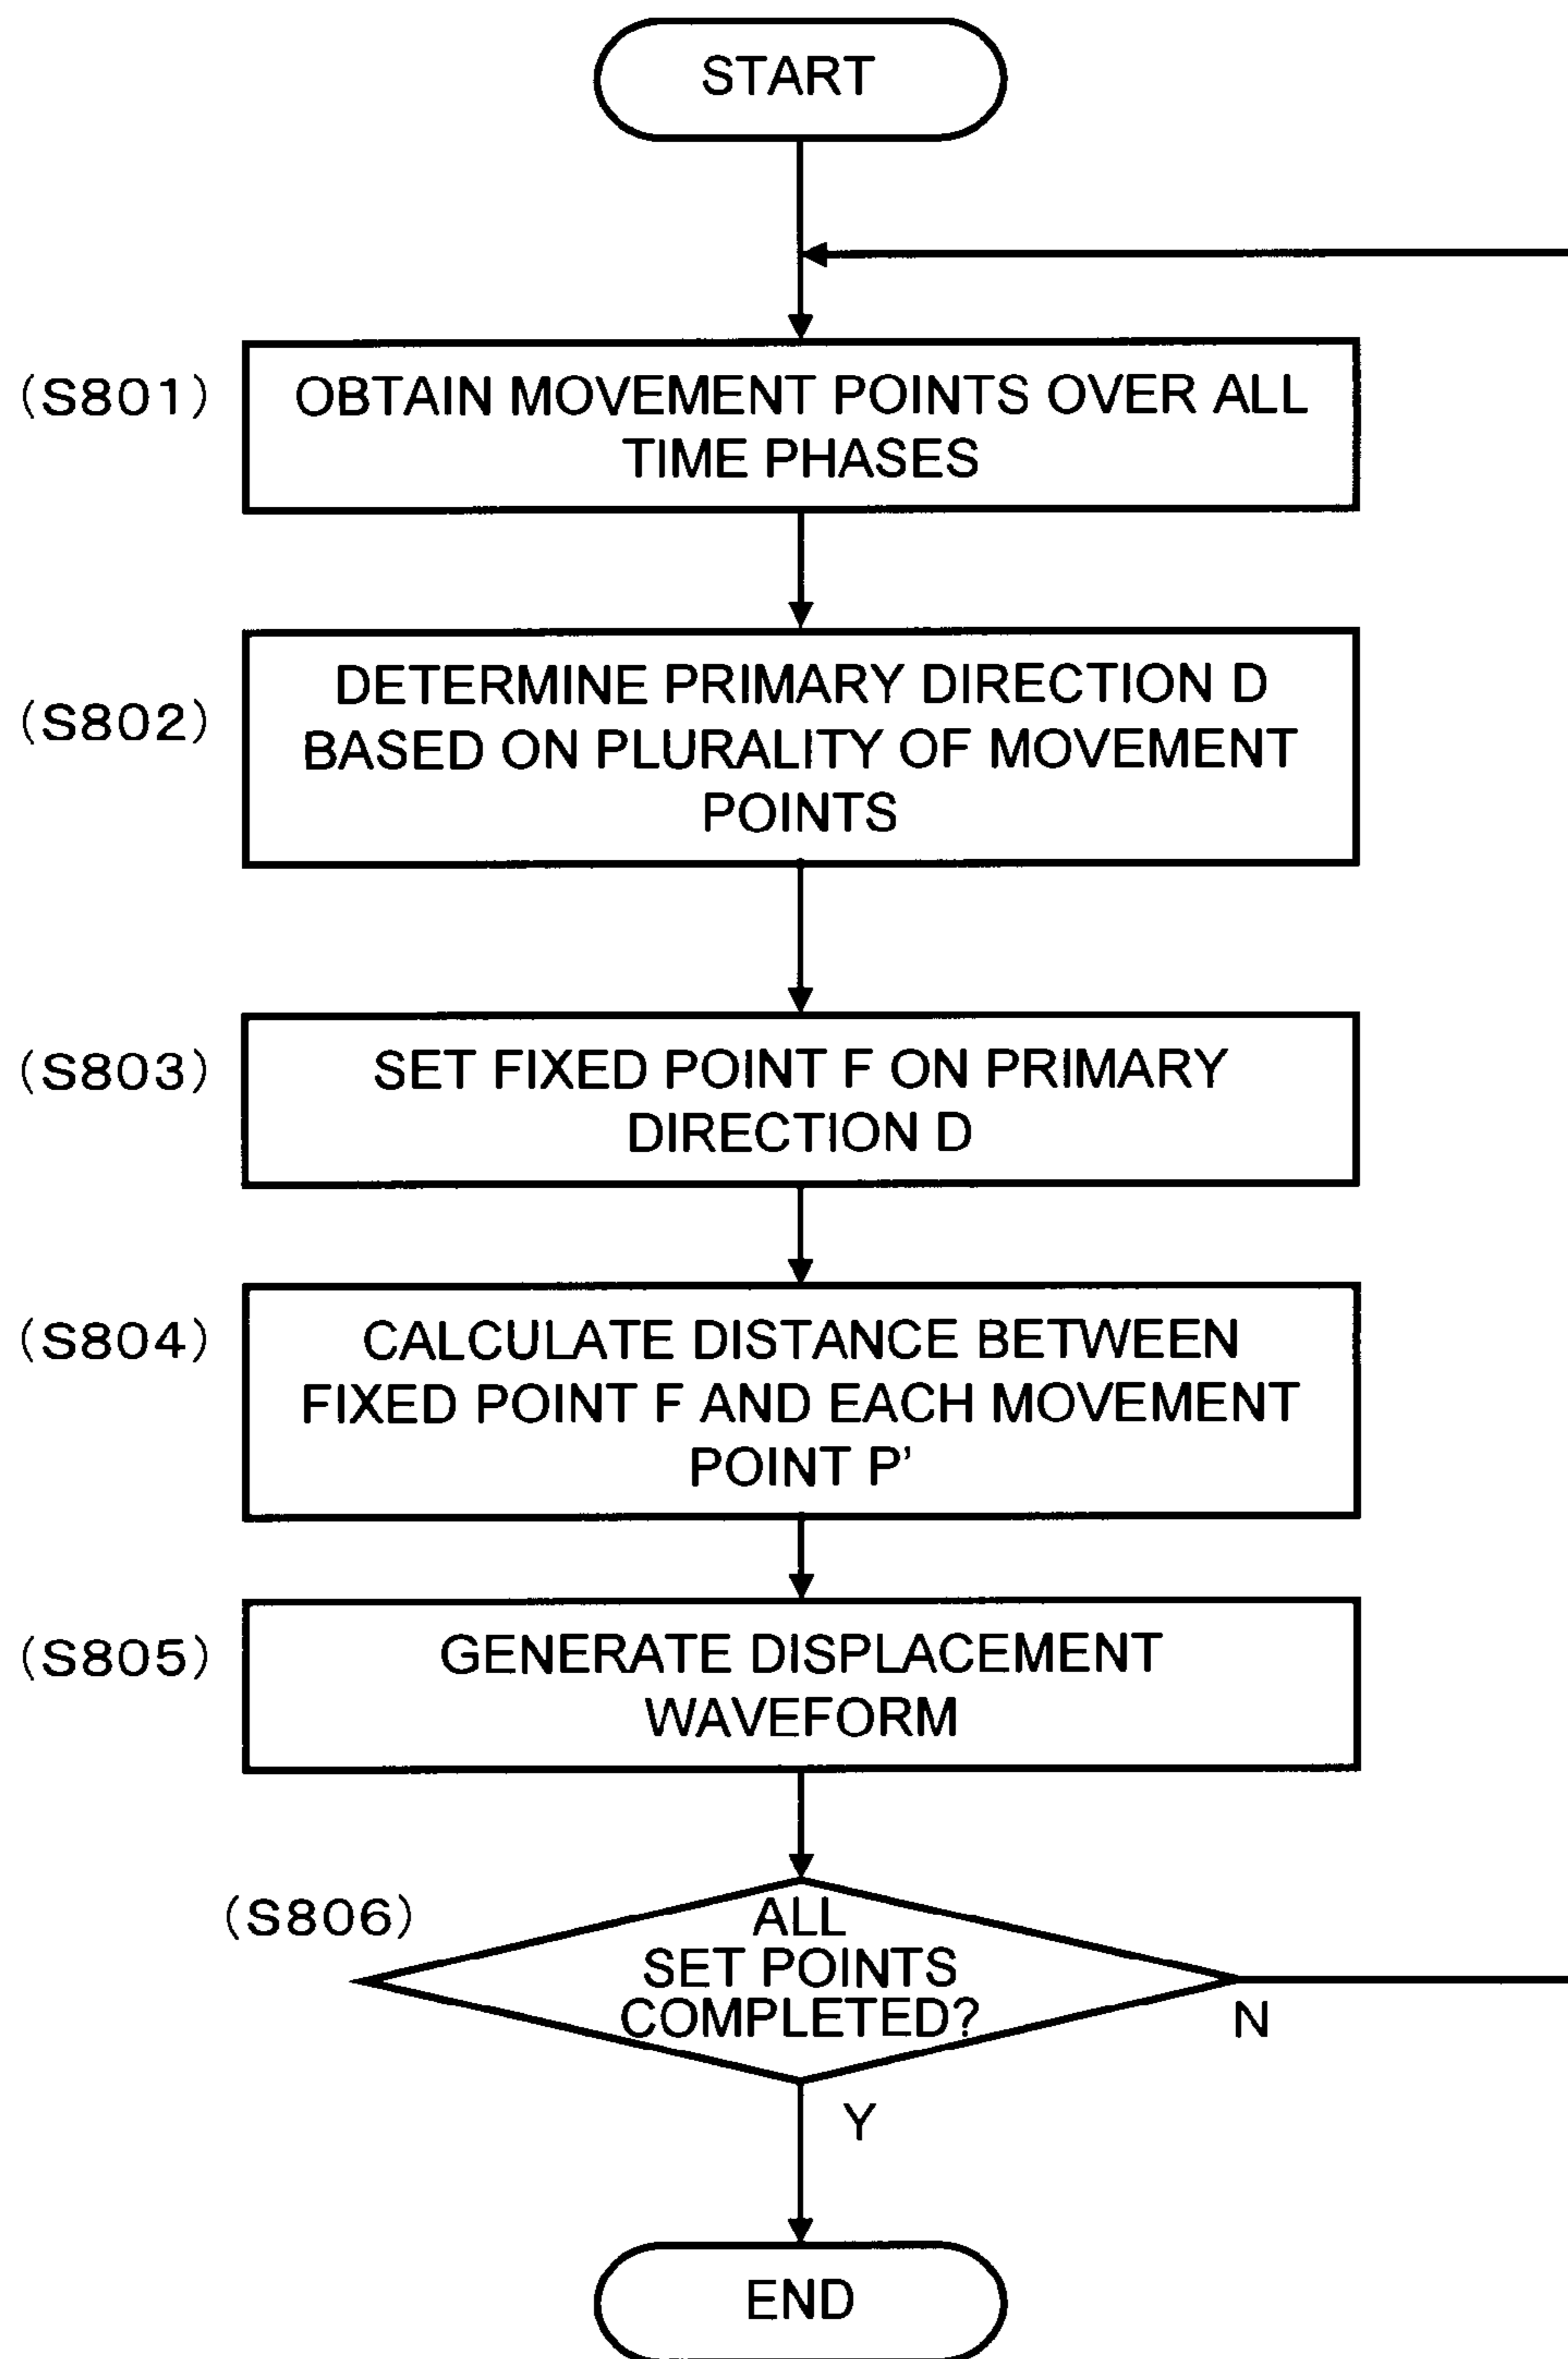 START
(S801)
OBTAIN MOVEMENT POINTS OVER ALL
TIME PHASES
(S802)
DETERMINE PRIMARY DIRECTION D
BASED ON PLURALITY OF MOVEMENT
POINTS
(S803)
SET FIXED POINT F ON PRIMARY
DIRECTION D
(S804)
CALCULATE DISTANCE BETWEEN
FIXED POINT F AND EACH MOVEMENT
POINT P'
(S805)
GENERATE DISPLACEMENT
WAVEFORM
(S806)
ALL
SET POINTS
COMPLETED?
N
Y
END